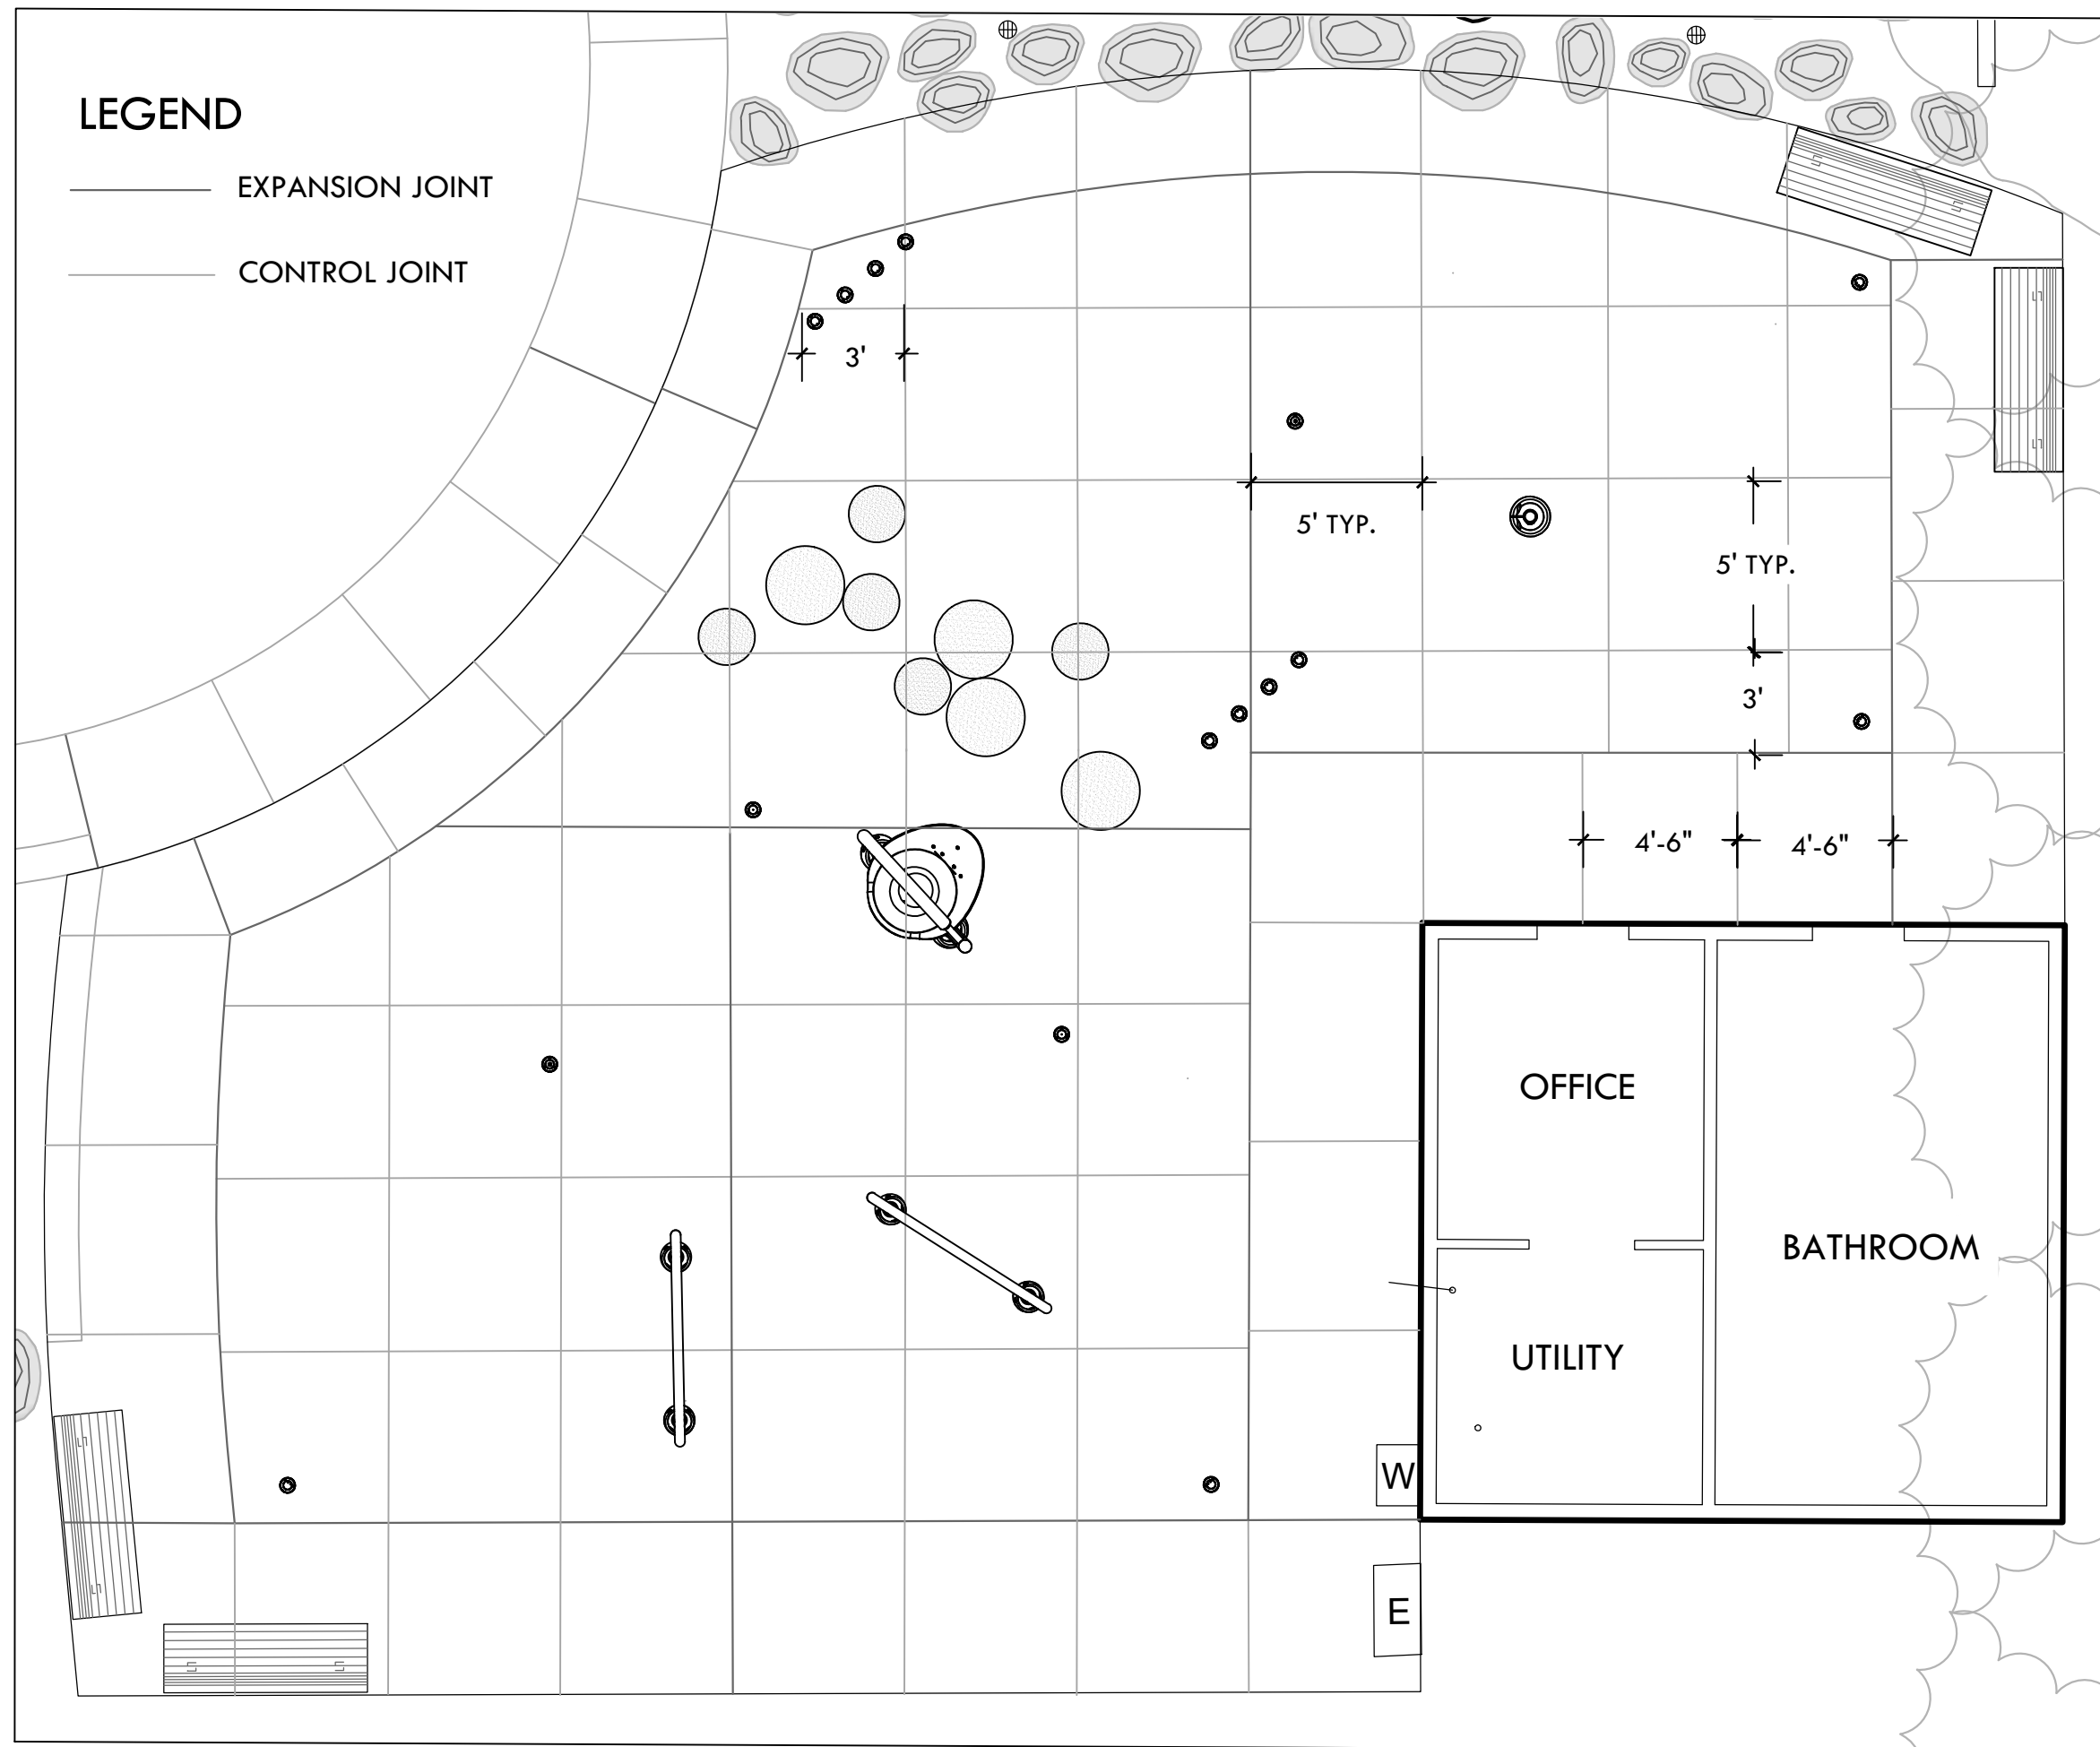 LEGEND
EXPANSION JOINT
CONTROL JOINT
3'
5' TYP.
5' TYP.
3'
4'-6"
4'-6"
OFFICE
BATHROOM
UTILITY
W
E